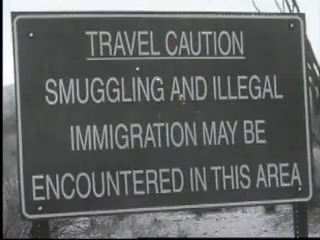 TRAVEL CAUTION
SMUGGLING AND ILLEGAL
IMMIGRATION MAY BE
ENCOUNTERED IN THIS AREA